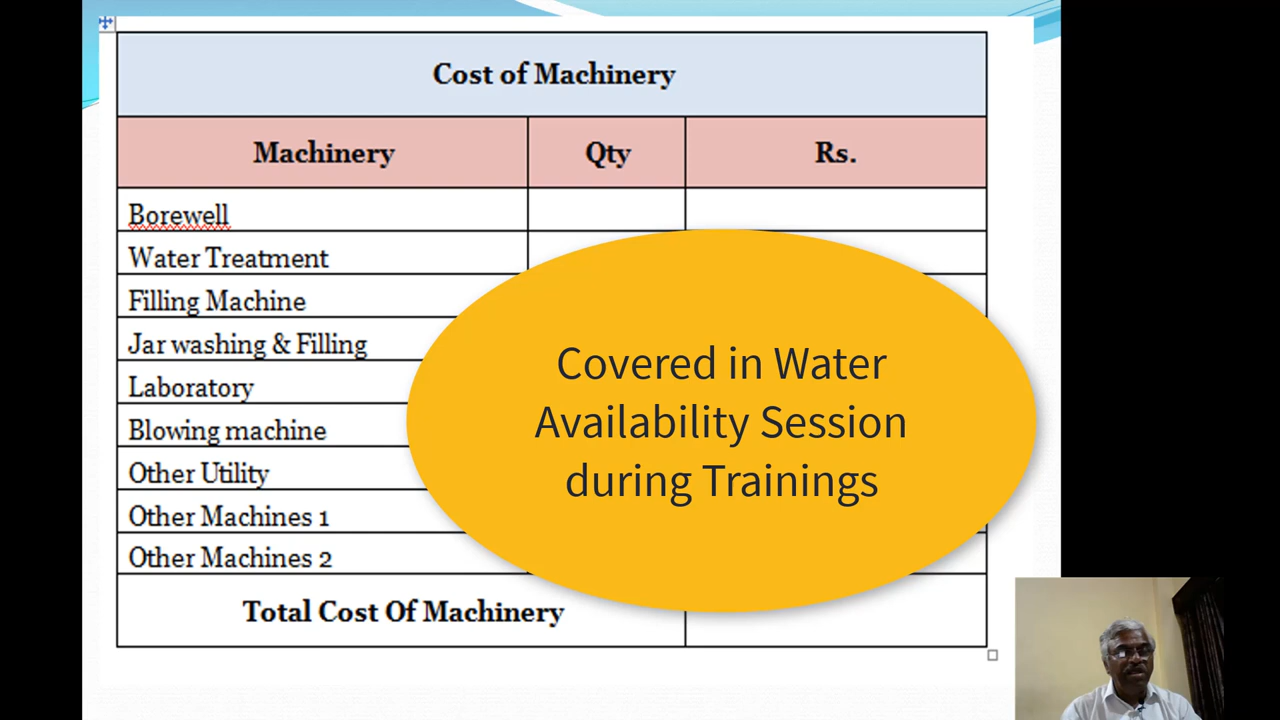 Cost of Machinery
Machinery Qty Rs.
Borewell
Water Treatment
Filling Machine
Jar washing & Filling
Laboratory
Blowing machine
Other Utility
Other Machines 1
Other Machines 2
Total Cost Of Machinery
Covered in Water
Availability Session
during Trainings